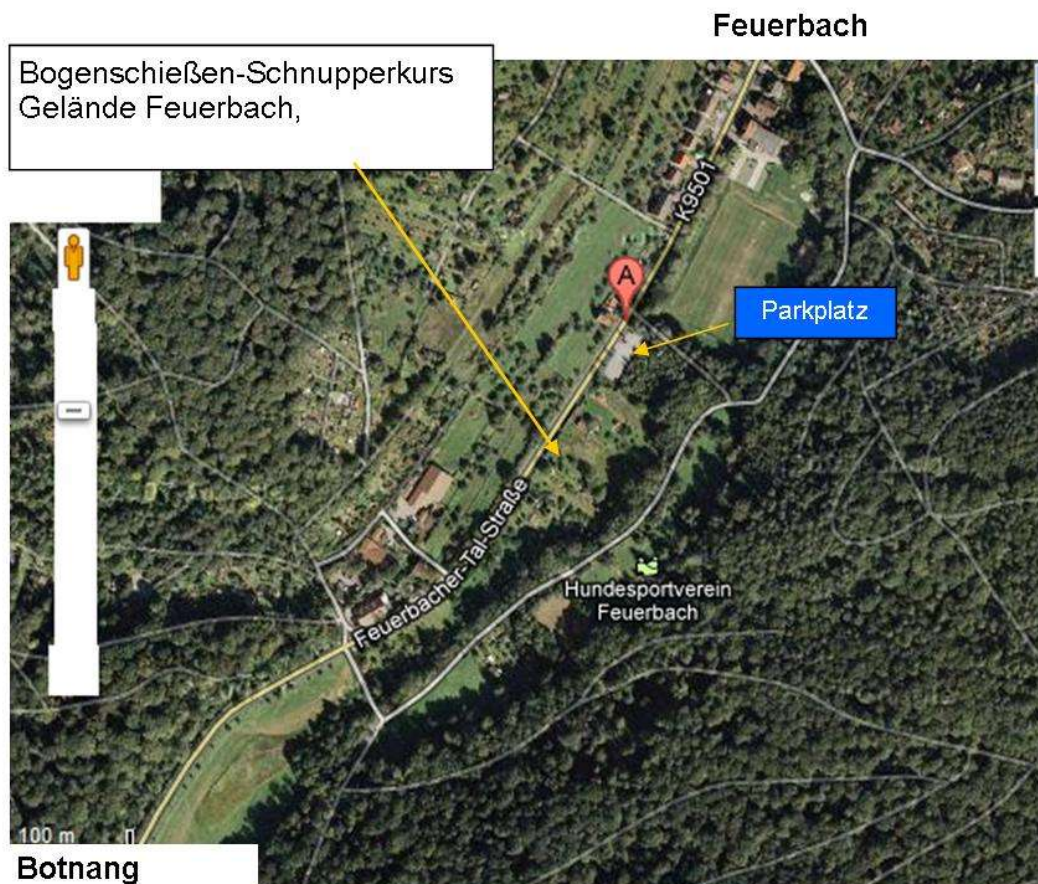 Feuerbach
Bogenschießen-Schnupperkurs
Gelände Feuerbach,
K9501
A
Parkplatz
Feuerbacher-Tal-Straße
Hundesportverein
Feuerbach
100 m
Botnang